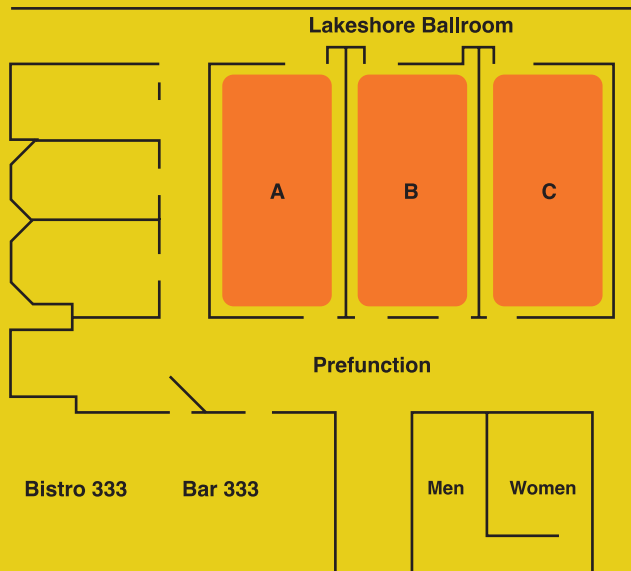 Lakeshore Ballroom
A
B
C
Prefunction
Bistro 333
Bar 333
Men
Women